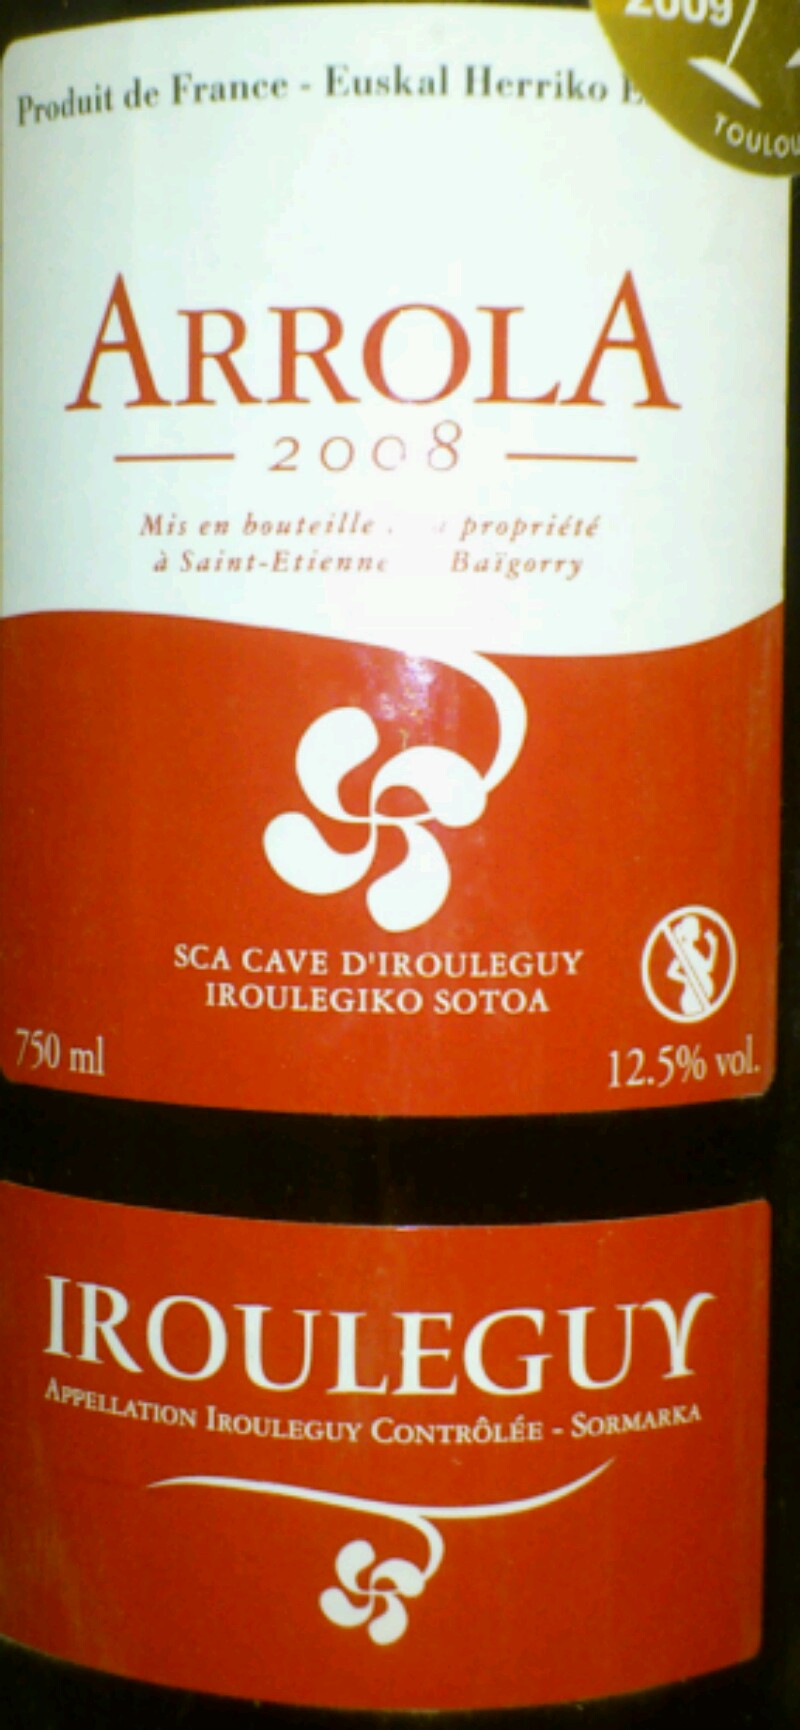 2009
TOULOU
Produit de France - Euskal Herriko
ARROLA
2008
Mis en bouteille propriété
à Saint-Etienne Baïgorry
SCA CAVE D'IROULEGUY
IROULEGIKO SOTOA
750 ml
12.5% vol.
IROULEGUY
APPELLATION IROULEGUY CONTRÔLÉE - SORMARKA